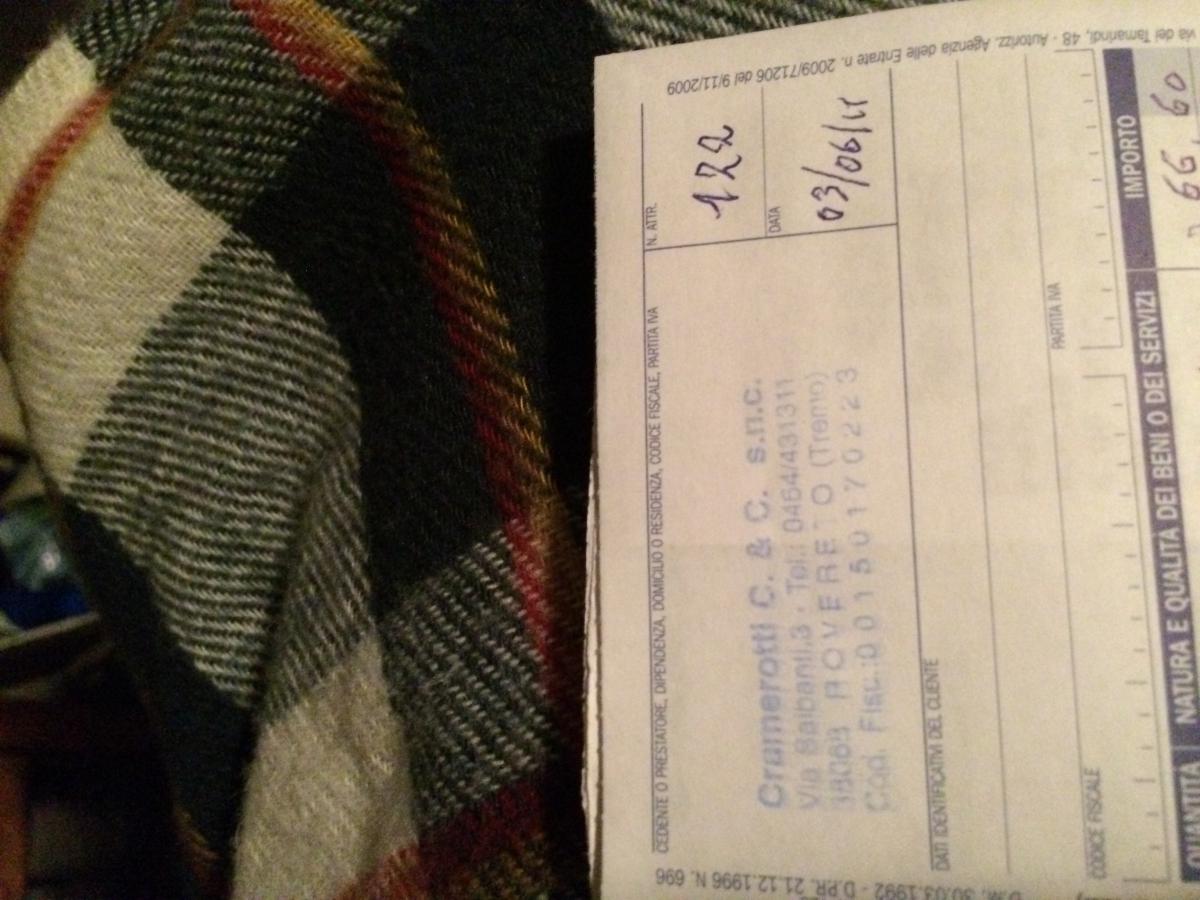 via dei Tamarindi, 48 - Autorizz. Agenzia delle Entrate n. 2009/71206 del 9/11/2009
D.M. 30.03.1992 - D.P.R. 21.12.1996 N. 696
CEDENTE O PRESTATORE, DIPENDENZA, DOMICILIO O RESIDENZA, CODICE FISCALE, PARTITA IVA
N. ATTR.
122
DATA
03/06/11
Cramerotti C. & C. s.n.c.
Via Balbanti,3 - Tel.: 0464/431311
38068 ROVERETO (Trento)
Cod. Fisc.:00150170223
DATI IDENTIFICATIVI DEL CLIENTE
CODICE FISCALE
PARTITA IVA
QUANTITÀ NATURA E QUALITÀ DEI BENI O DEI SERVIZI IMPORTO
66,60